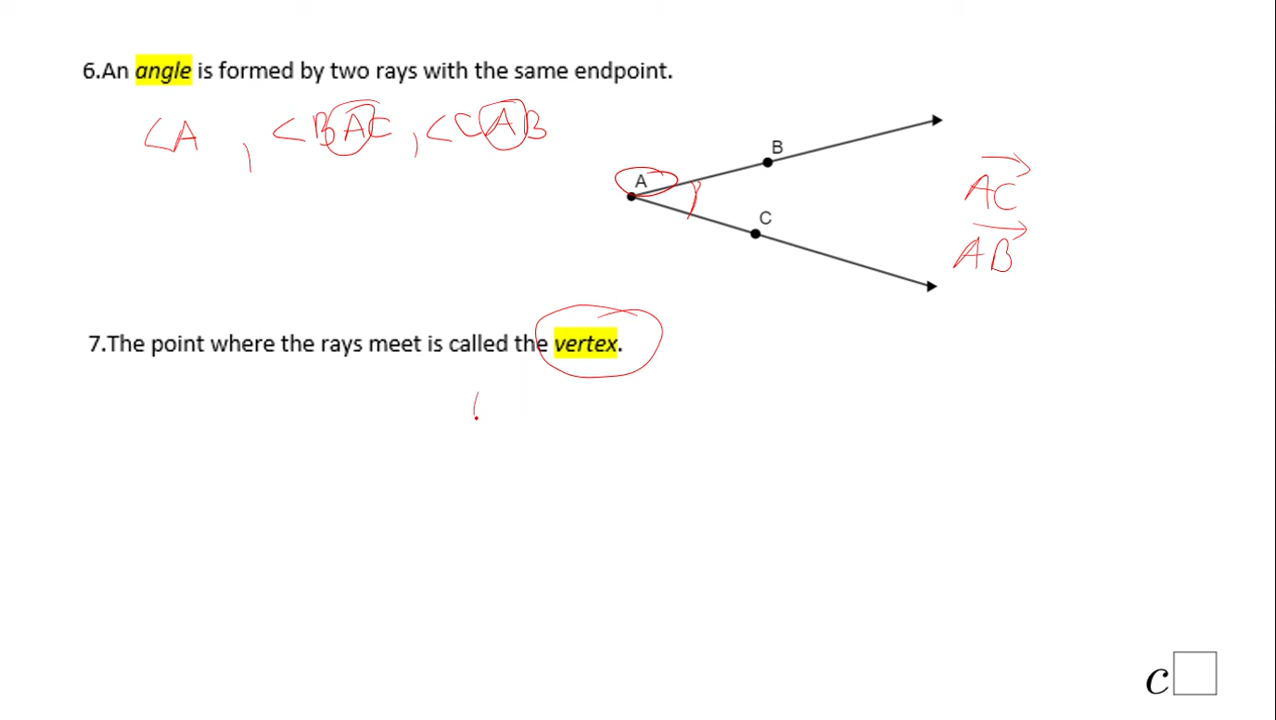 6.An angle is formed by two rays with the same endpoint.
<A , <BAC , <CAB
B
A
C
AC
AB
7.The point where the rays meet is called the vertex.
c